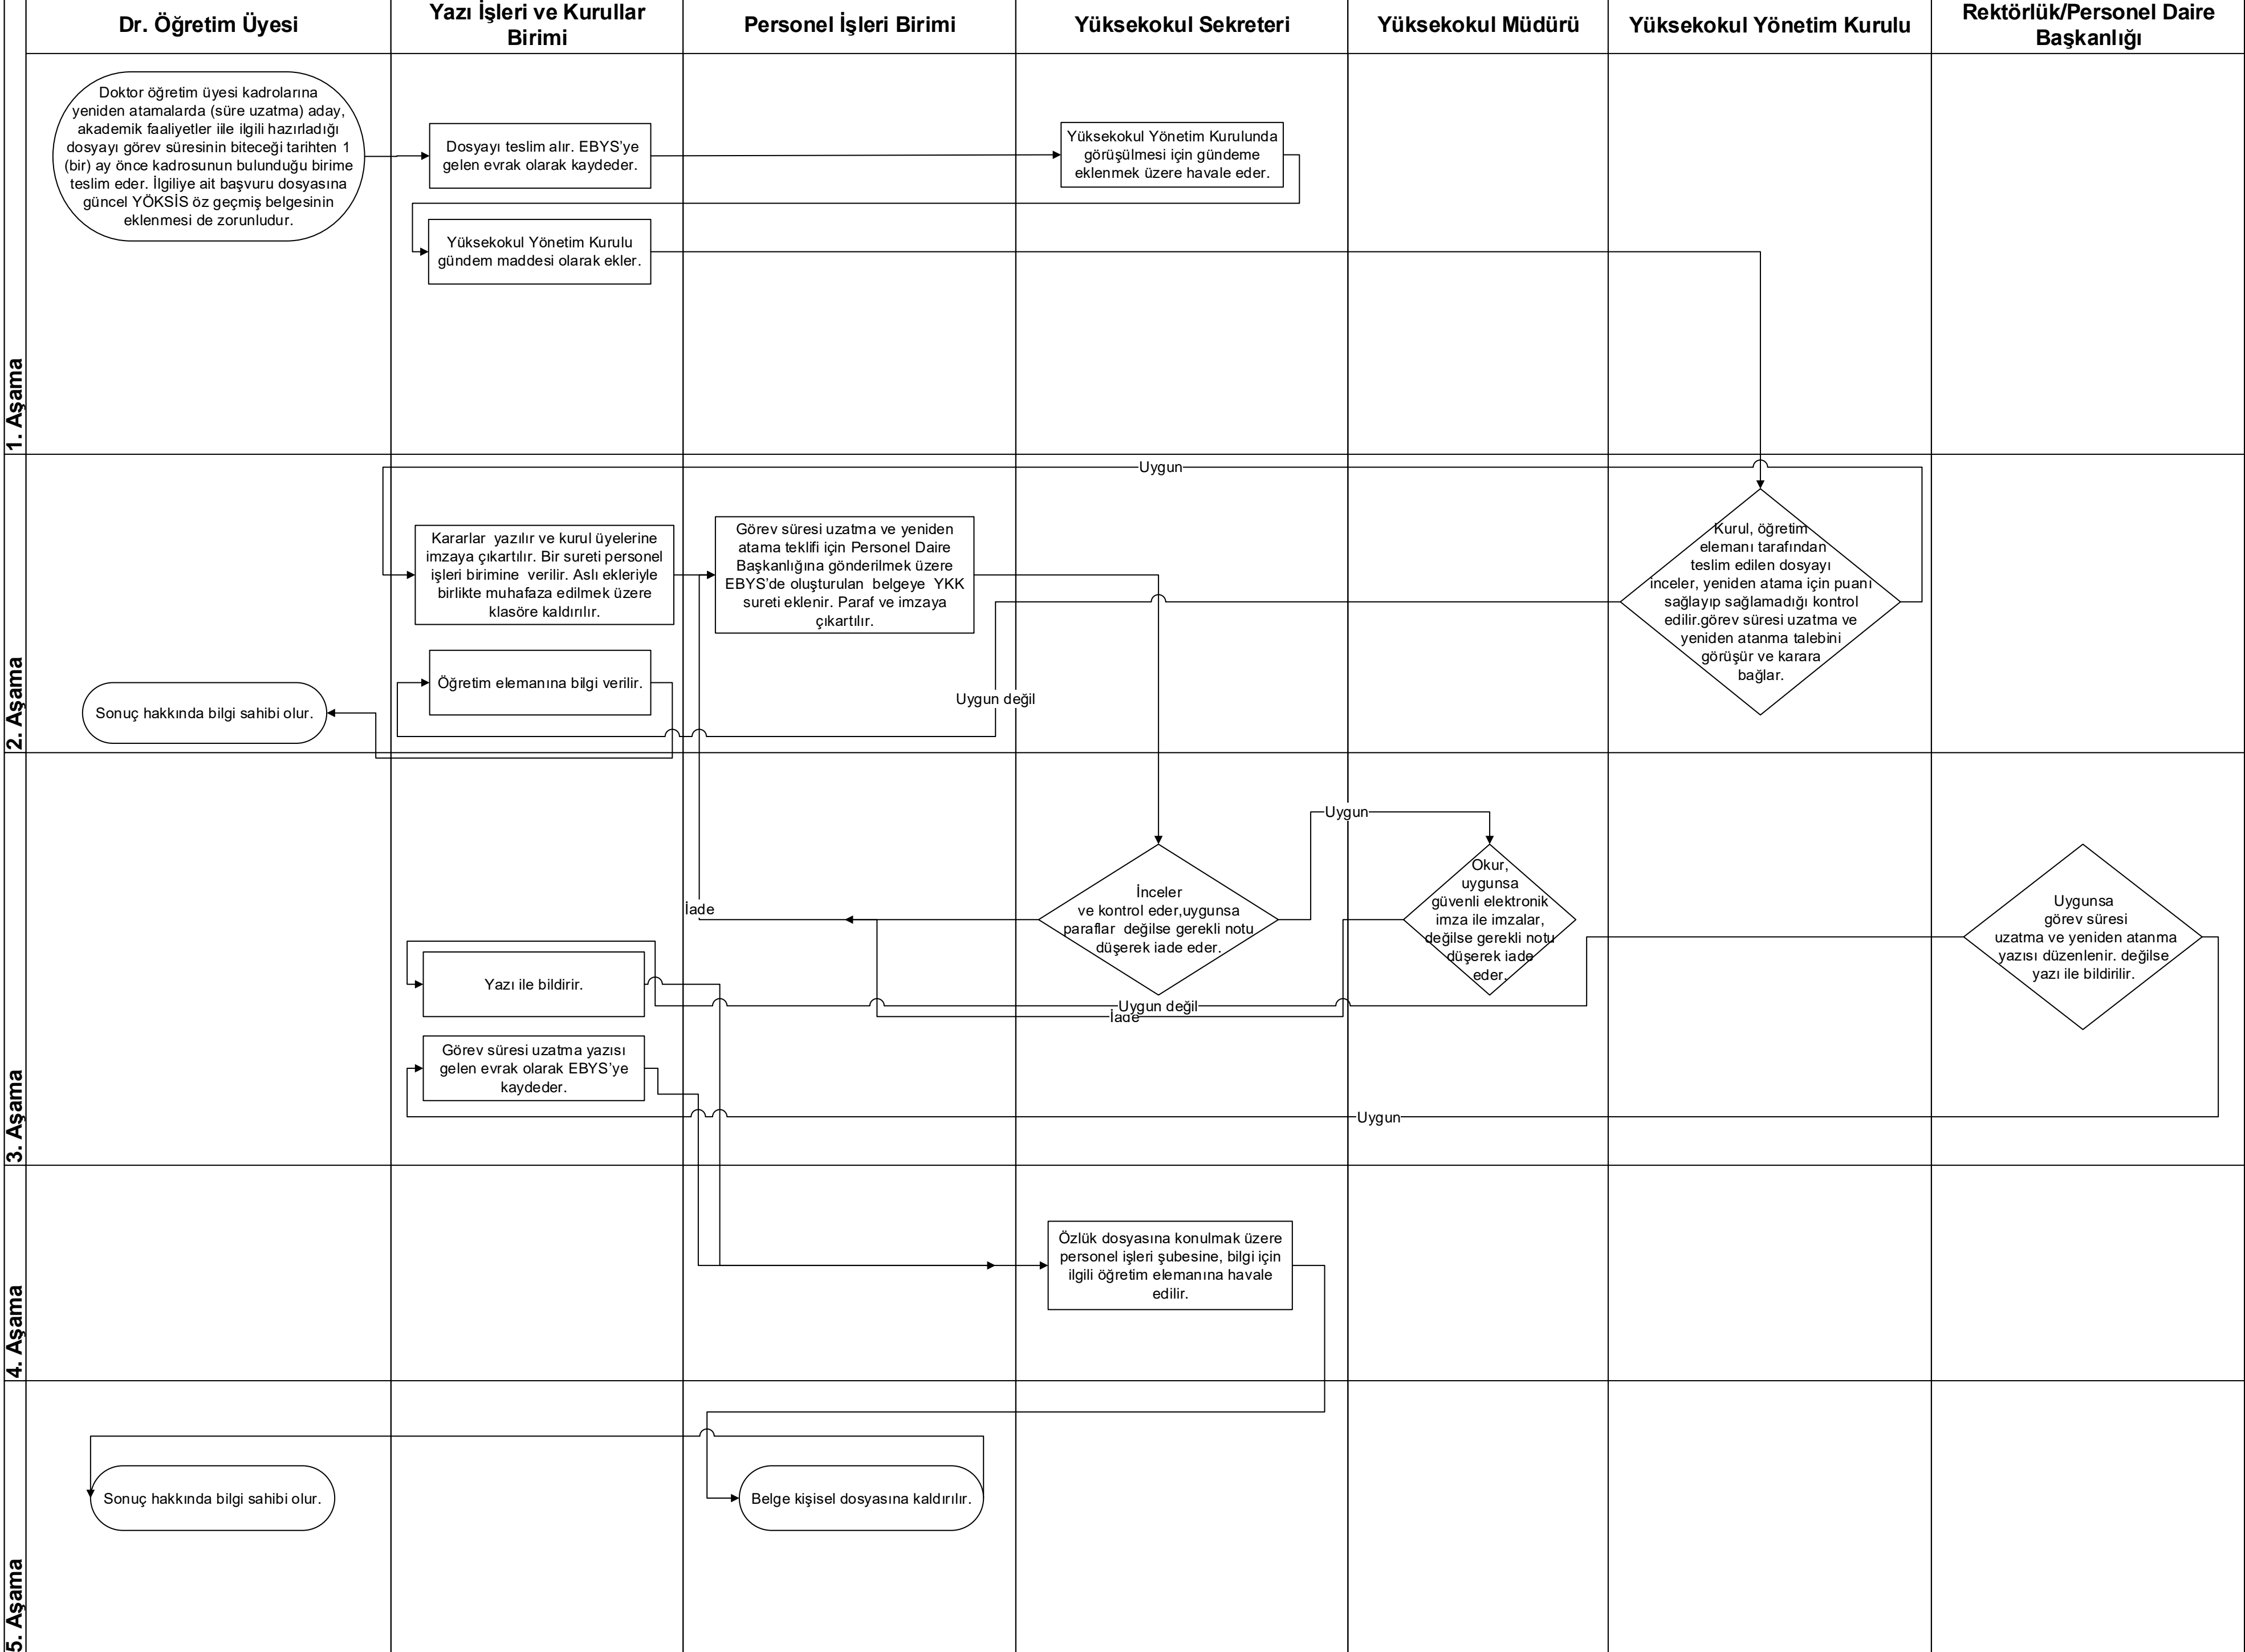 Dr. Öğretim Üyesi
Yazı İşleri ve Kurullar
Birimi
Personel İşleri Birimi
Yüksekokul Sekreteri
Yüksekokul Müdürü
Yüksekokul Yönetim Kurulu
Rektörlük/Personel Daire
Başkanlığı
1. Aşama
Doktor öğretim üyesi kadrolarına
yeniden atamalarda (süre uzatma) aday,
akademik faaliyetler iile ilgili hazırladığı
dosyayı görev süresinin biteceği tarihten 1
(bir) ay önce kadrosunun bulunduğu birime
teslim eder. İlgiliye ait başvuru dosyasına
güncel YÖKSİS öz geçmiş belgesinin
eklenmesi de zorunludur.
Dosyayı teslim alır. EBYS’ye
gelen evrak olarak kaydeder.
Yüksekokul Yönetim Kurulunda
görüşülmesi için gündeme
eklenmek üzere havale eder.
Yüksekokul Yönetim Kurulu
gündem maddesi olarak ekler.
2. Aşama
Uygun
Kararlar yazılır ve kurul üyelerine
imzaya çıkartılır. Bir sureti personel
işleri birimine verilir. Aslı ekleriyle
birlikte muhafaza edilmek üzere
klasöre kaldırılır.
Görev süresi uzatma ve yeniden
atama teklifi için Personel Daire
Başkanlığına gönderilmek üzere
EBYS’de oluşturulan belgeye YKK
sureti eklenir. Paraf ve imzaya
çıkartılır.
Kurul, öğretim
elemanı tarafından
teslim edilen dosyayı
inceler, yeniden atama için puanı
sağlayıp sağlamadığı kontrol
edilir.görev süresi uzatma ve
yeniden atanma talebini
görüşür ve karara
bağlar.
Öğretim elemanına bilgi verilir.
Uygun değil
Sonuç hakkında bilgi sahibi olur.
3. Aşama
Uygun
İade
İnceler
ve kontrol eder,uygunsa
paraflar değilse gerekli notu
düşerek iade eder.
Okur,
uygunsa
güvenli elektronik
imza ile imzalar,
değilse gerekli notu
düşerek iade
eder.
Uygunsa
görev süresi
uzatma ve yeniden atanma
yazısı düzenlenir. değilse
yazı ile bildirilir.
Yazı ile bildirir.
Uygun değil
İade
Görev süresi uzatma yazısı
gelen evrak olarak EBYS’ye
kaydeder.
Uygun
4. Aşama
Özlük dosyasına konulmak üzere
personel işleri şubesine, bilgi için
ilgili öğretim elemanına havale
edilir.
5. Aşama
Sonuç hakkında bilgi sahibi olur.
Belge kişisel dosyasına kaldırılır.